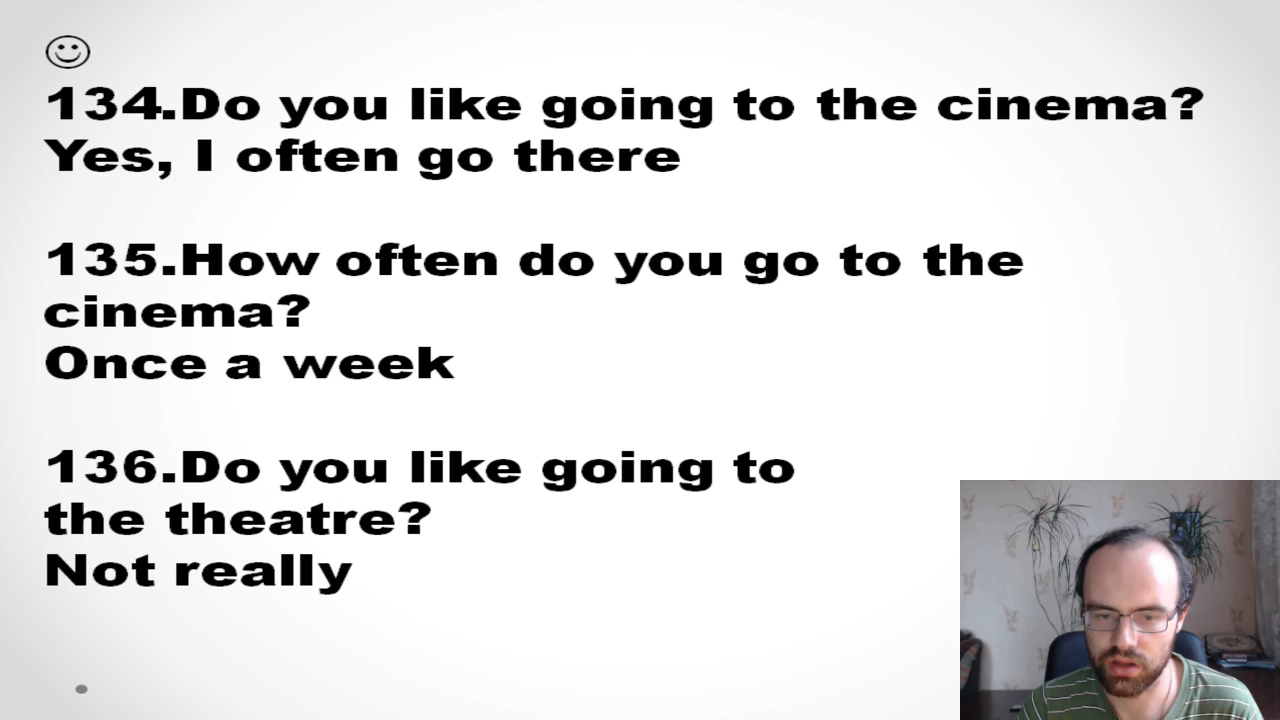 134.Do you like going to the cinema?
Yes, I often go there
135.How often do you go to the
cinema?
Once a week
136.Do you like going to
the theatre?
Not really